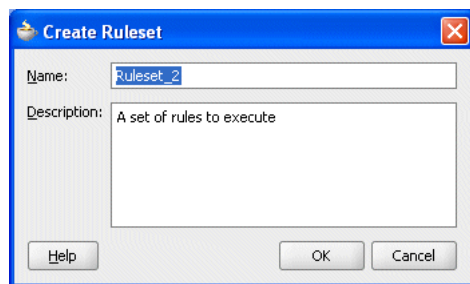 Create Ruleset
Name: Ruleset_2
Description: A set of rules to execute
Help OK Cancel